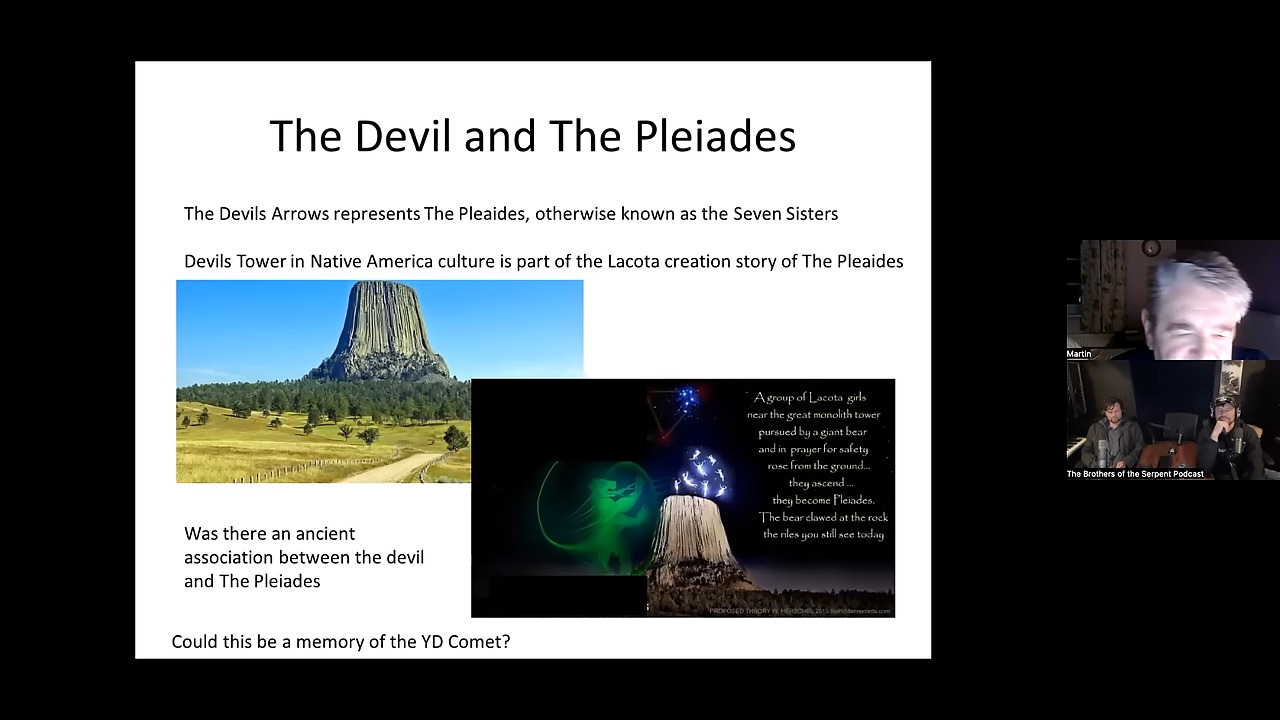 The Devil and The Pleiades
The Devils Arrows represents The Pleaides, otherwise known as the Seven Sisters
Devils Tower in Native America culture is part of the Lacota creation story of The Pleaides
A group of Lacota girls
near the great monolith tower
pursued by a giant bear
and in prayer for safety
rose from the ground...
they ascend ...
they become Pleiades.
The bear clawed at the rock
the riles you still see today
PROPOSED THEORY W. HERSCHEL 2015
Was there an ancient
association between the devil
and The Pleiades
Could this be a memory of the YD Comet?
Martin
The Brothers of the Serpent Podcast